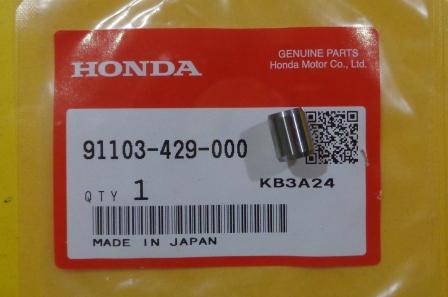 GENUINE PARTS
HONDA Honda Motor Co., Ltd.
91103-429-000
QTY 1 KB3A24
MADE IN JAPAN